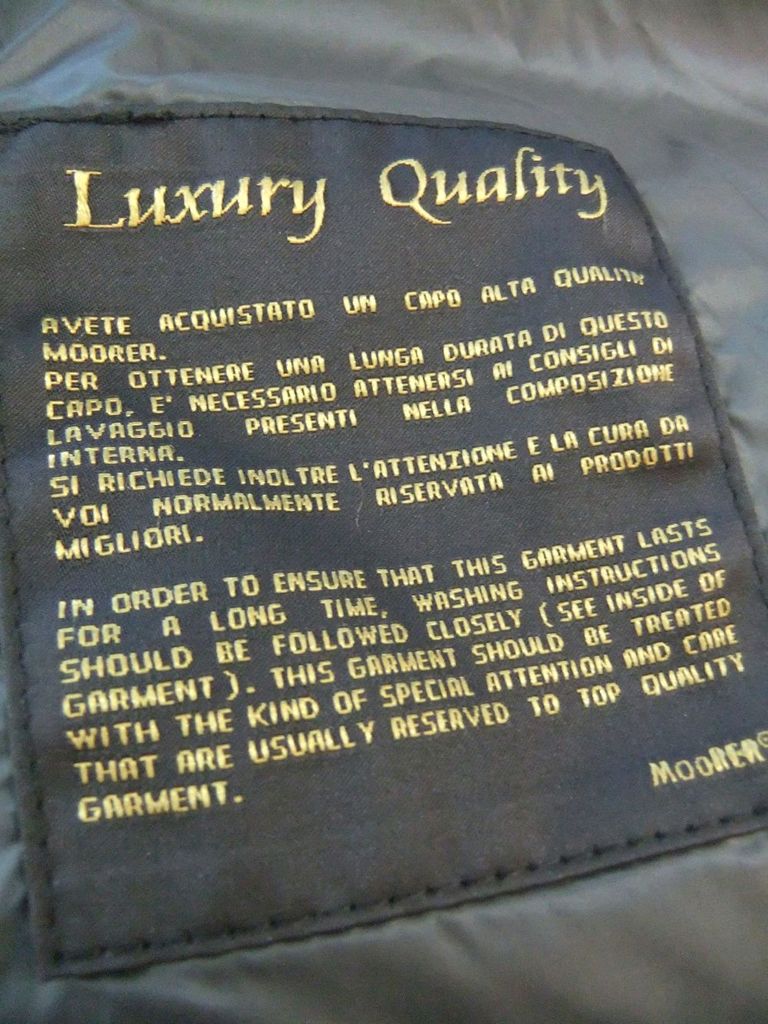 Luxury Quality
AVETE ACQUISTATO UN CAPO ALTA QUALITA
MOORER.
PER OTTENERE UNA LUNGA DURATA DI QUESTO
CAPO, E' NECESSARIO ATTENERSI AI CONSIGLI DI
LAVAGGIO PRESENTI NELLA COMPOSIZIONE
INTERNA.
SI RICHIEDE INOLTRE L'ATTENZIONE E LA CURA DA
VOI NORMALMENTE RISERVATA AI PRODOTTI
MIGLIORI.
IN ORDER TO ENSURE THAT THIS GARMENT LASTS
FOR A LONG TIME, WASHING INSTRUCTIONS
SHOULD BE FOLLOWED CLOSELY (SEE INSIDE OF
GARMENT). THIS GARMENT SHOULD BE TREATED
WITH THE KIND OF SPECIAL ATTENTION AND CARE
THAT ARE USUALLY RESERVED TO TOP QUALITY
GARMENT.
MOORER®